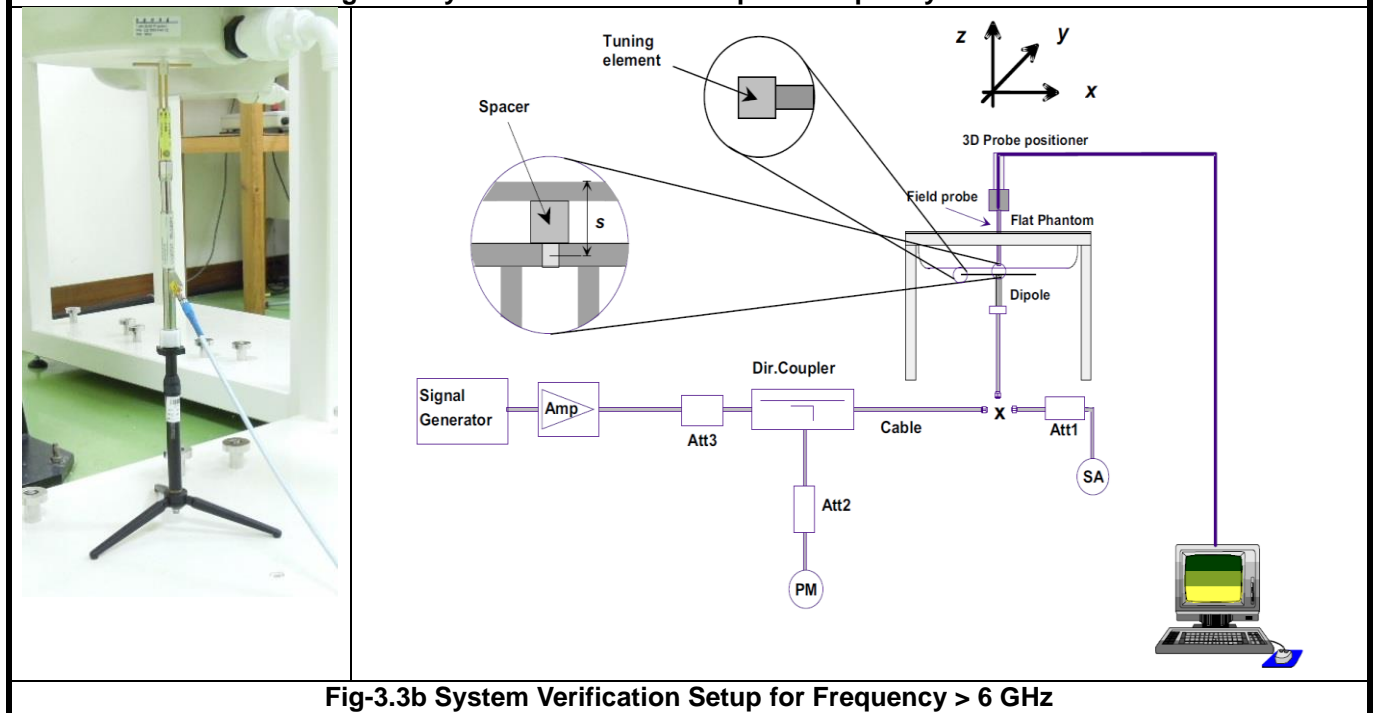 Tuning
element
Spacer
s
z
y
x
3D Probe positioner
Field probe
Flat Phantom
Dipole
Dir.Coupler
Signal
Generator
Amp
Att3
Cable
x
Att1
SA
Att2
PM
Fig-3.3b System Verification Setup for Frequency > 6 GHz